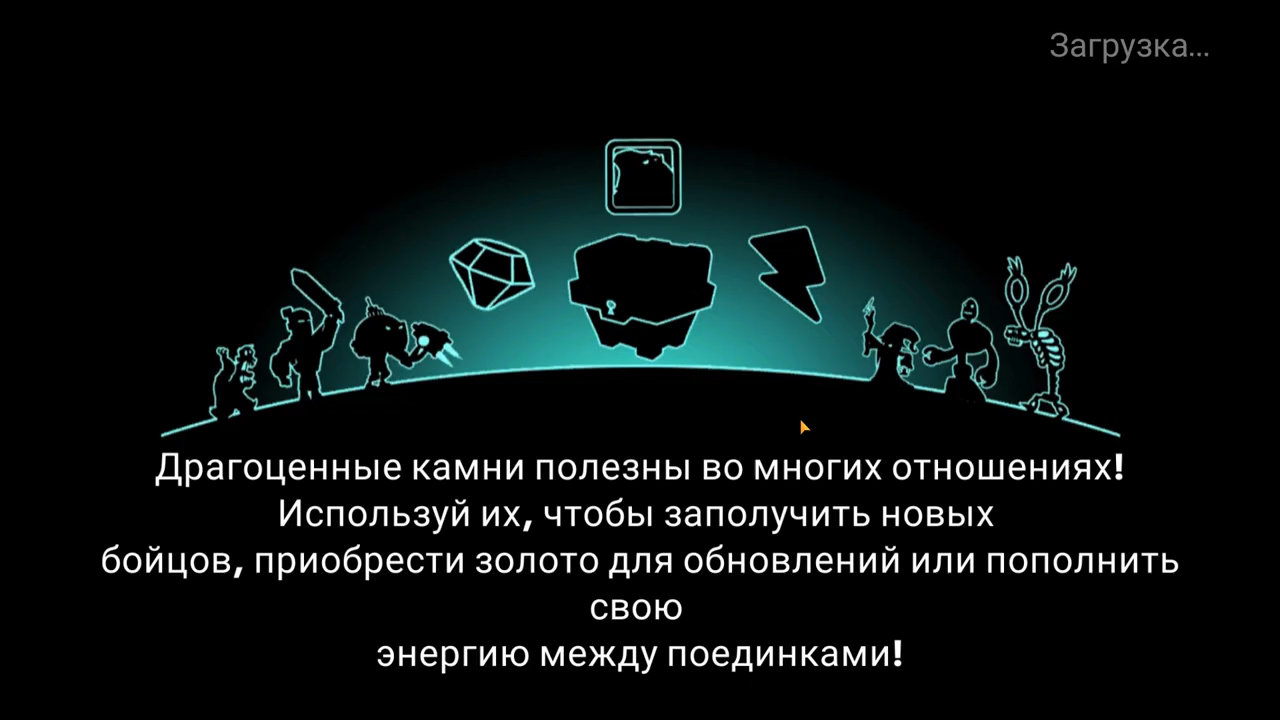 Загрузка...
Драгоценные камни полезны во многих отношениях!
Используй их, чтобы заполучить новых
бойцов, приобрести золото для обновлений или пополнить
свою
энергию между поединками!